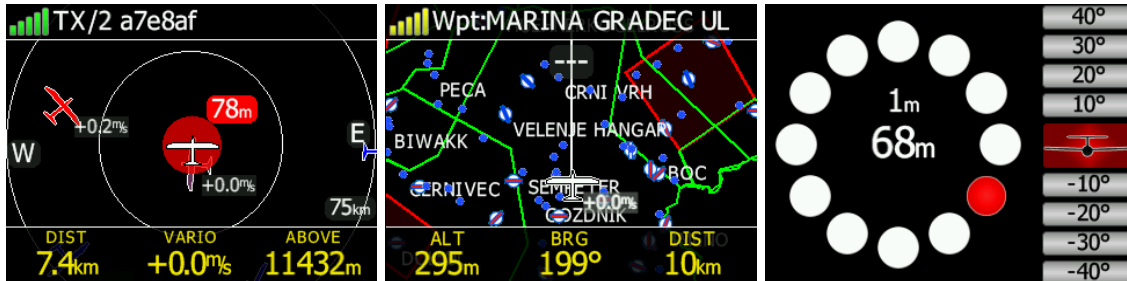 TX/2 a7e8af
78m
+0.2m/s
W
E
+0.0m/s
75km
DIST VARIO ABOVE
7.4km +0.0m/s 11432m
Wpt:MARINA GRADEC UL
---
PECA
CRNI VRH
VELENJE HANGAR
BIWAKK
BOC
CERNIVEC
SEMPETER
+0.0m/s
GOZDNIK
ALT BRG DIST
295m 199° 10km
1m
68m
40°
30°
20°
10°
-10°
-20°
-30°
-40°